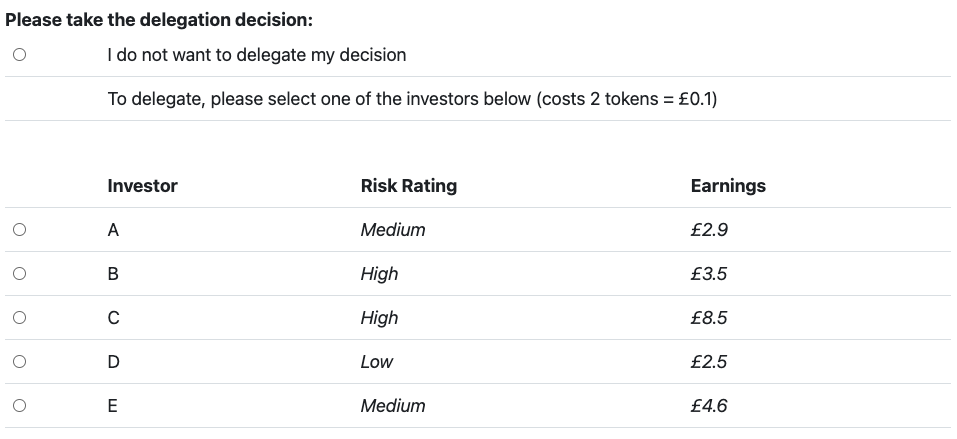 Please take the delegation decision:
I do not want to delegate my decision
To delegate, please select one of the investors below (costs 2 tokens = £0.1)
Investor Risk Rating Earnings
A Medium £2.9
B High £3.5
C High £8.5
D Low £2.5
E Medium £4.6